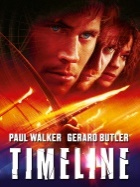 PAUL WALKER GERARD BUTLER
TIMELINE